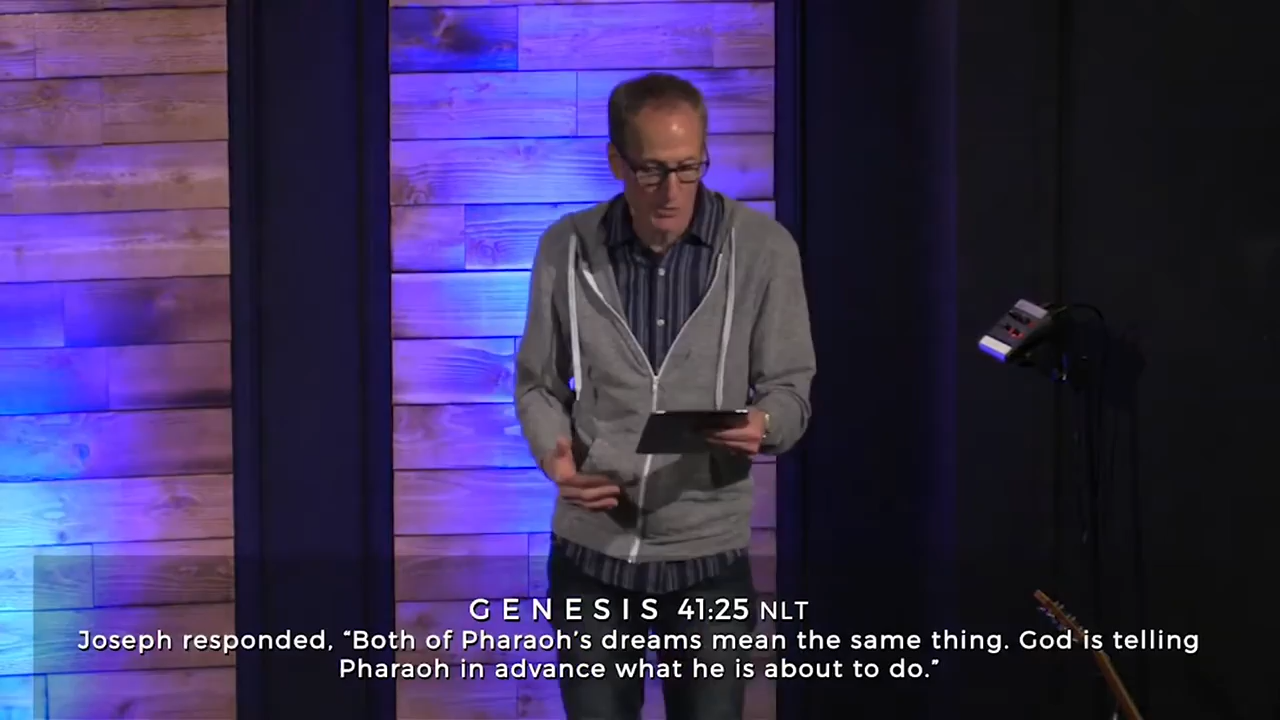 GENESIS 41:25 NLT
Joseph responded, “Both of Pharaoh’s dreams mean the same thing. God is telling
Pharaoh in advance what he is about to do.”